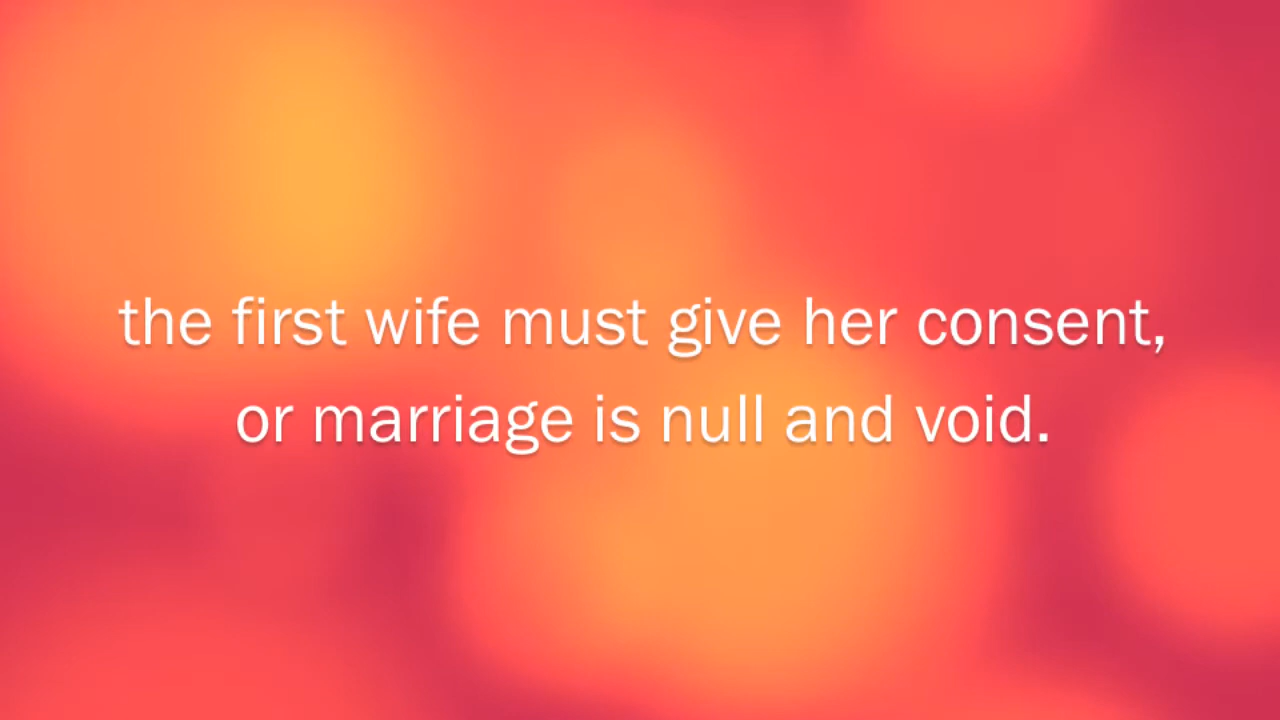 the first wife must give her consent,
or marriage is null and void.